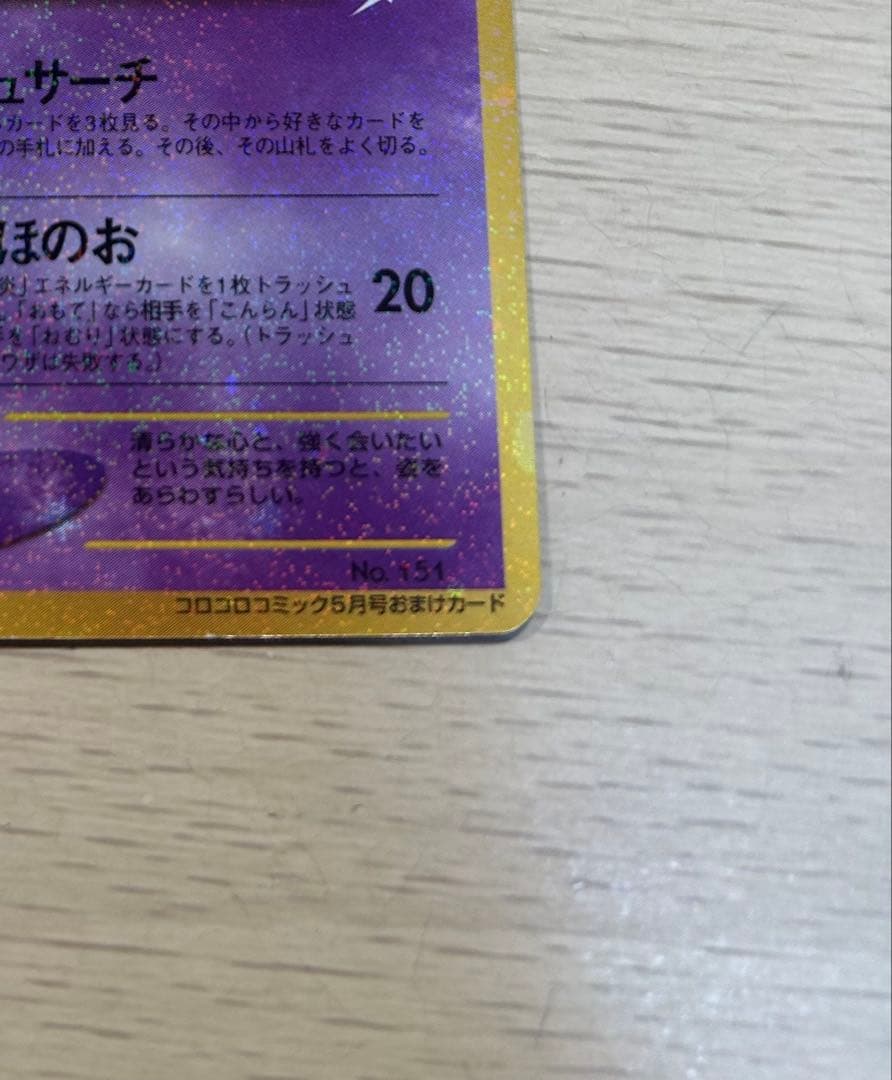 ュサーチ
カードを3枚見る。その中から好きなカードを
の手札に加える。その後、その山札をよく切る。
ほのお
炎」エネルギーカードを1枚トラッシュ
20
「おもて」なら相手を「こんらん」状態
を「おむり」状態にする。(トラッシュ
ワザは失敗する。)
清らかな心と、強く会いたい
という気持ちを持つと、姿を
あらわすらしい。
No. 151
コロコロコミック5月号おまけカード